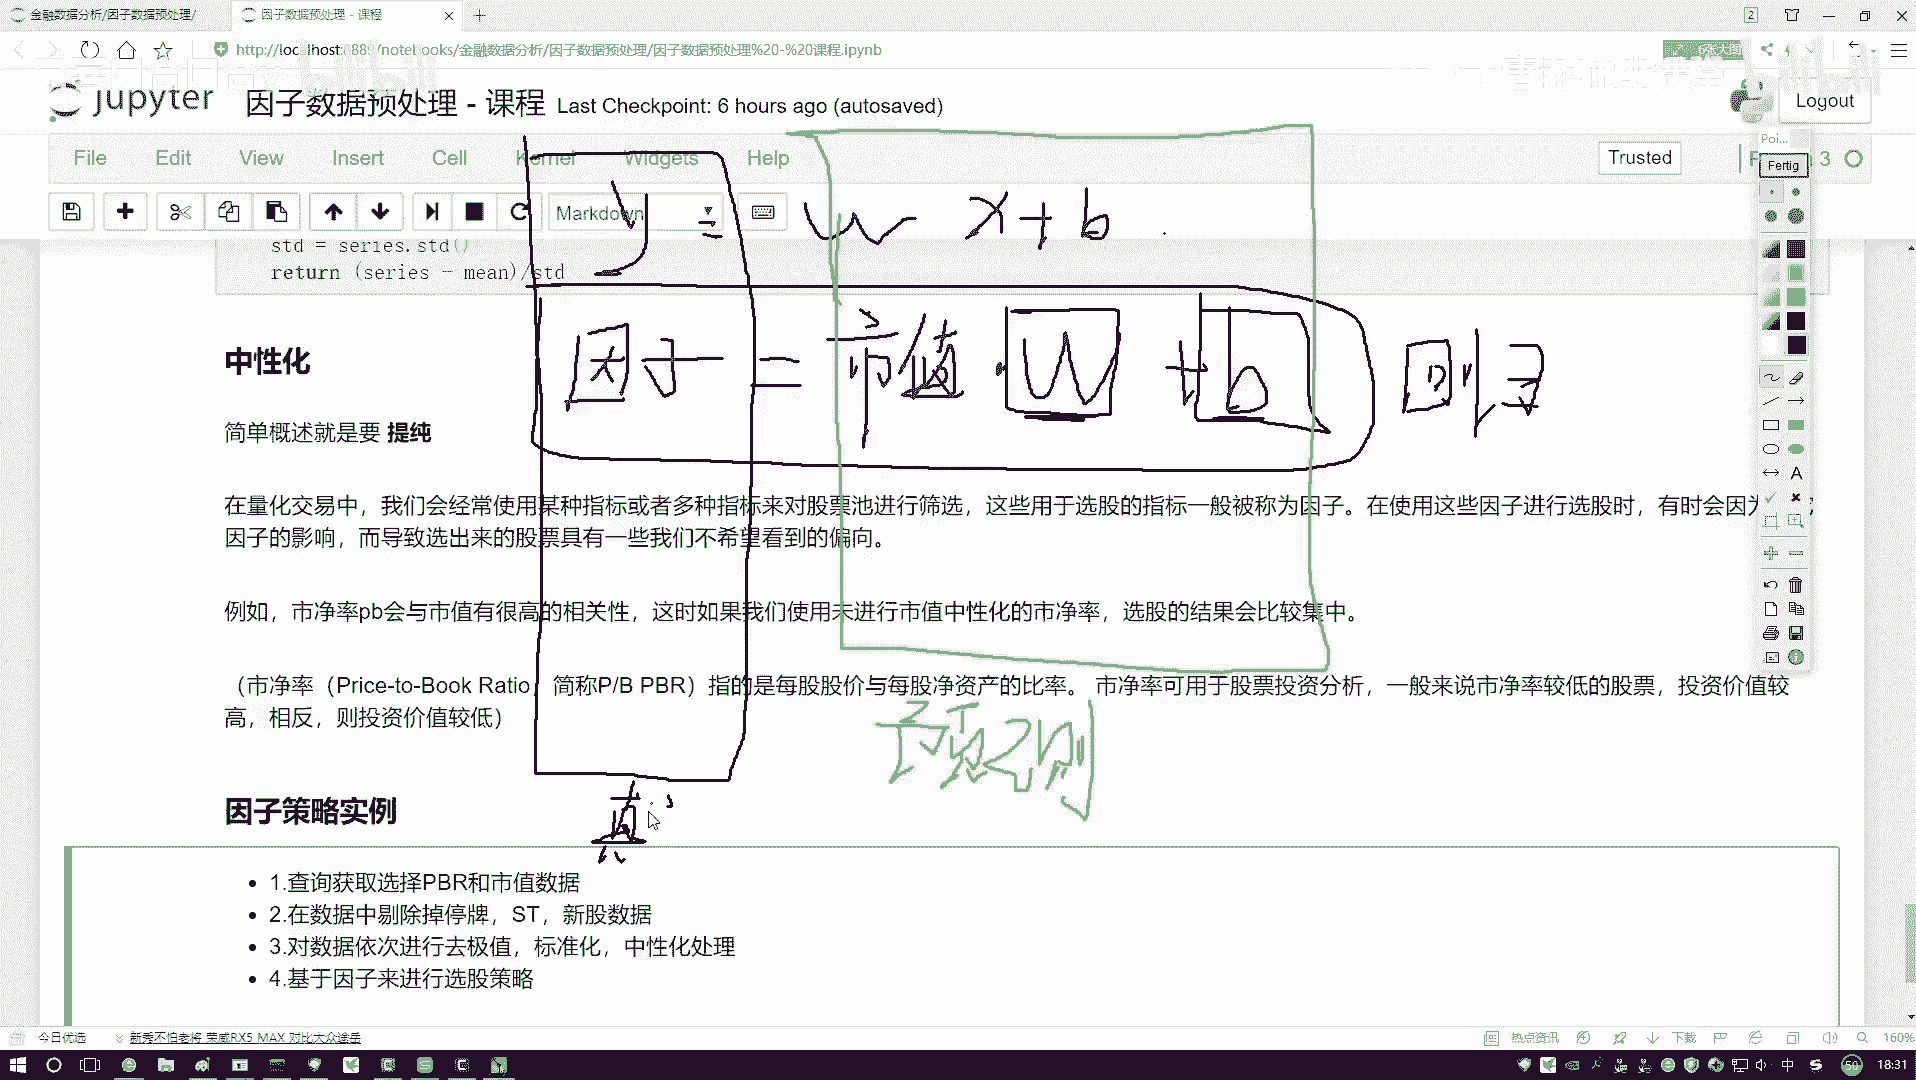 金融数据分析/因子数据预处理/
因子数据预处理 - 课程
2
http://localhost:8889/notebooks/金融数据分析/因子数据预处理/因子数据预处理%20-%20课程.ipynb
bilibili
bilibili
jupyter 因子数据预处理 - 课程 Last Checkpoint: 6 hours ago (autosaved)
Logout
Poi...
File Edit View Insert Cell Kernel Widgets Help
Trusted
3
Fertig
Markdown
y = w x + b
std = series.std()
return (series - mean)/std
因子 = 市值 · W + b 回归
中性化
简单概述就是要 提纯
在量化交易中，我们会经常使用某种指标或者多种指标来对股票池进行筛选，这些用于选股的指标一般被称为因子。在使用这些因子进行选股时，有时会因为
因子的影响，而导致选出来的股票具有一些我们不希望看到的偏向。
例如，市净率pb会与市值有很高的相关性，这时如果我们使用未进行市值中性化的市净率，选股的结果会比较集中。
（市净率（Price-to-Book Ratio，简称P/B PBR）指的是每股股价与每股净资产的比率。 市净率可用于股票投资分析，一般来说市净率较低的股票，投资价值较
高，相反，则投资价值较低）
预测
真
因子策略实例
1.查询获取选择PBR和市值数据
2.在数据中剔除掉停牌，ST，新股数据
3.对数据依次进行去极值，标准化，中性化处理
4.基于因子来进行选股策略
今日优选
新秀不怕老将 荣威RX5 MAX 对比大众途岳
热点资讯
下载
160%
中
50
18:31